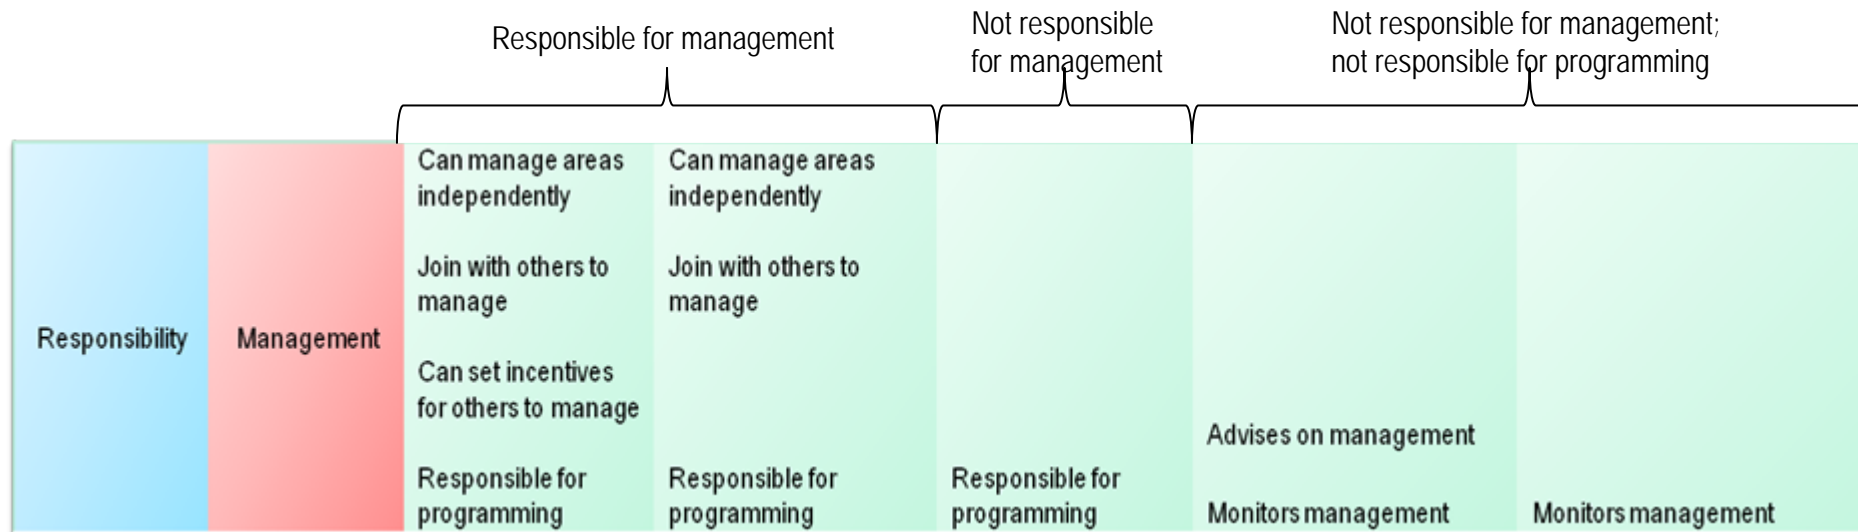 Responsible for management
Not responsible
for management
Not responsible for management;
not responsible for programming
Responsibility
Management
Can manage areas
independently
Join with others to
manage
Can set incentives
for others to manage
Responsible for
programming
Can manage areas
independently
Join with others to
manage
Responsible for
programming
Responsible for
programming
Advises on management
Monitors management
Monitors management